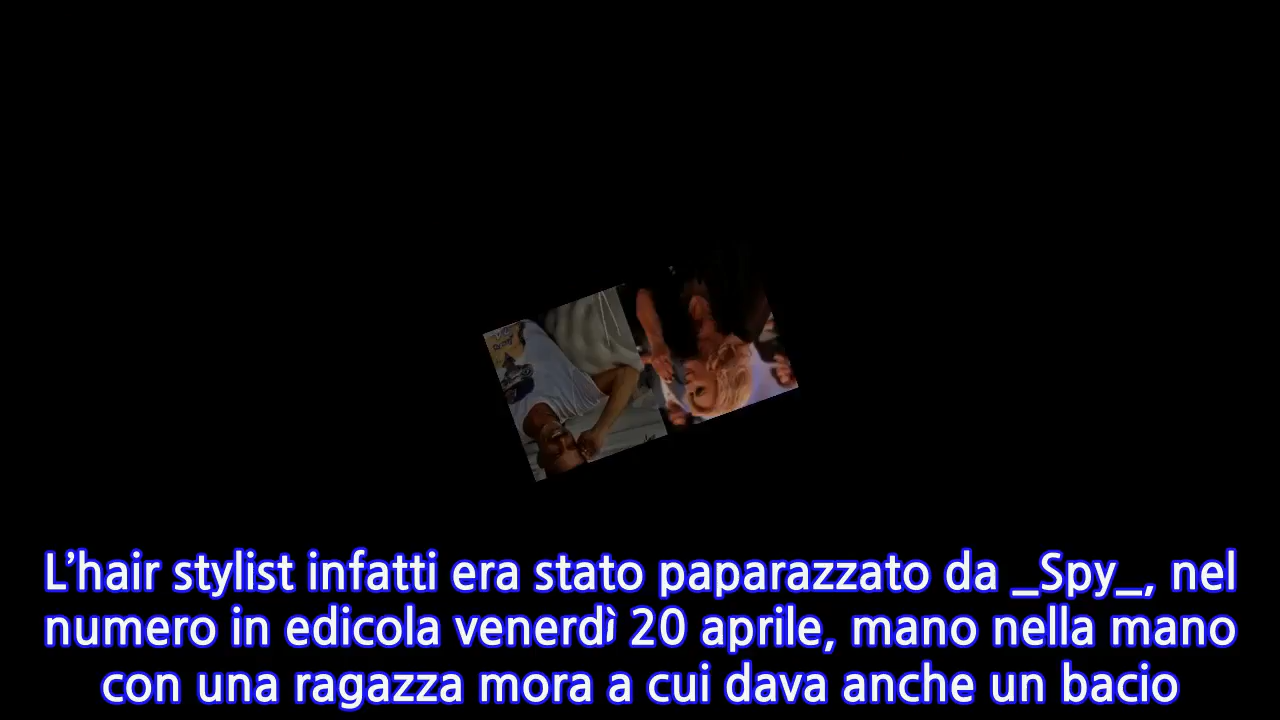 L’hair stylist infatti era stato paparazzato da _Spy_, nel
numero in edicola venerdì 20 aprile, mano nella mano
con una ragazza mora a cui dava anche un bacio